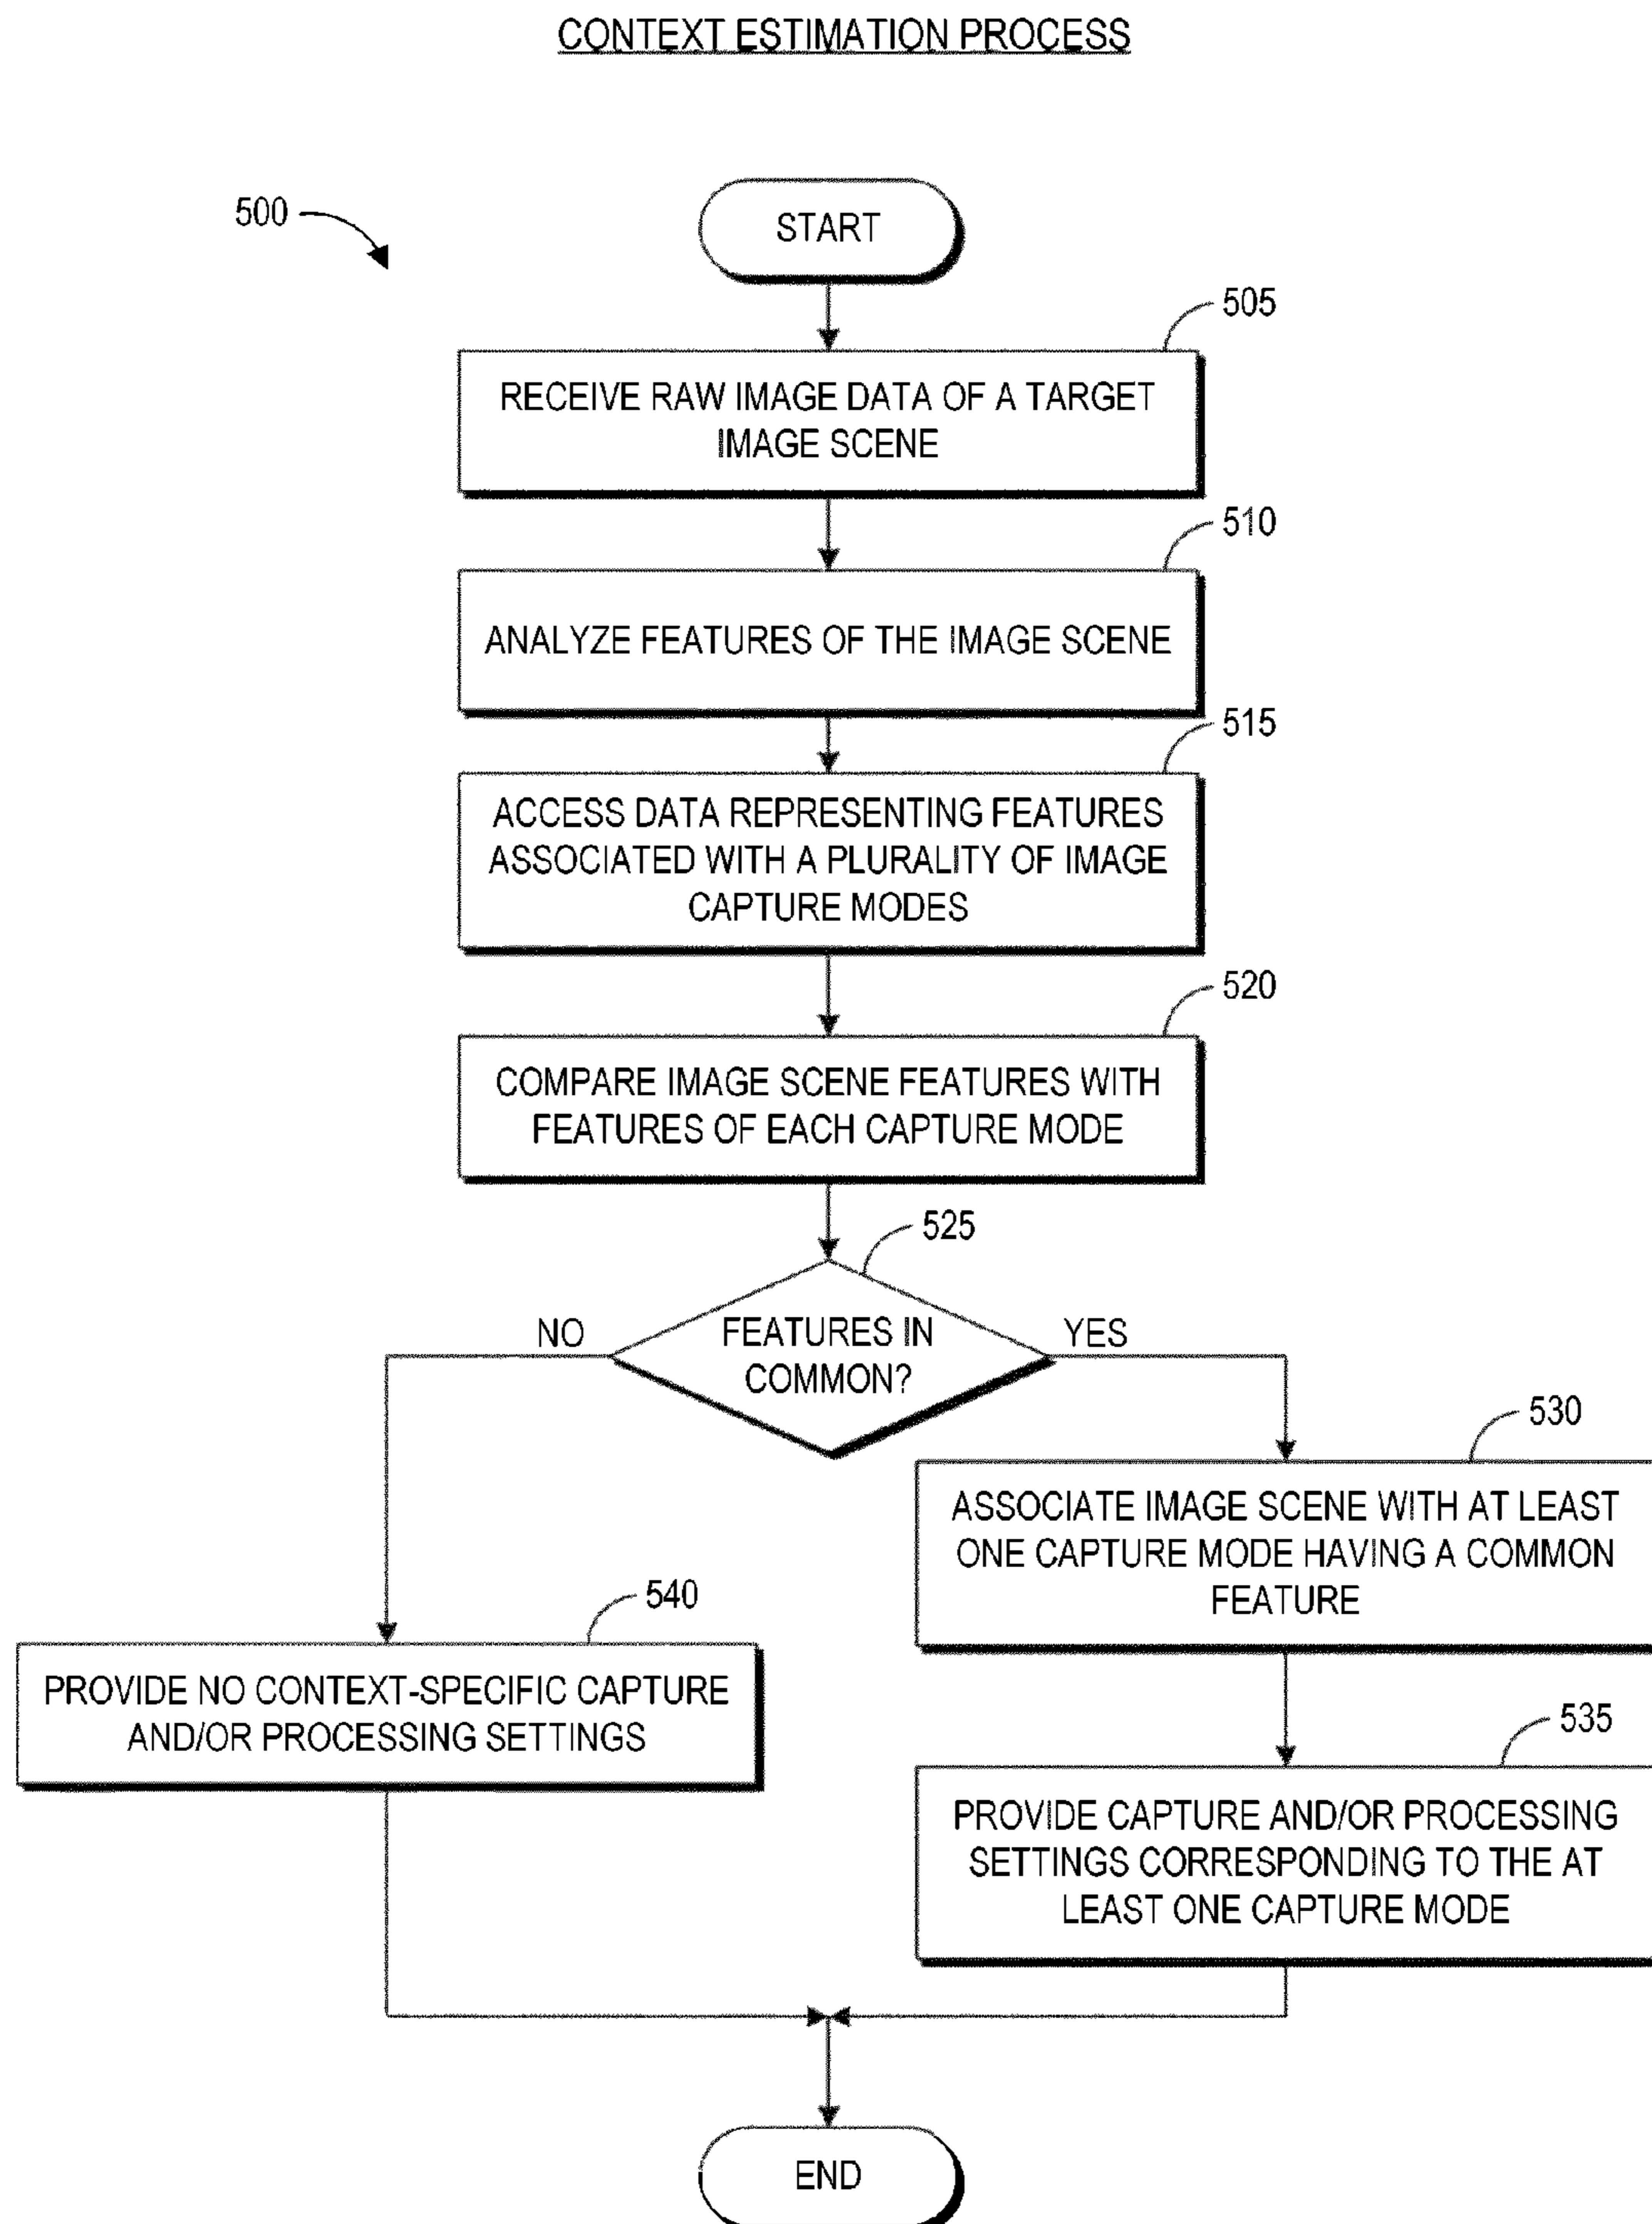 CONTEXT ESTIMATION PROCESS
500
START
505
RECEIVE RAW IMAGE DATA OF A TARGET
IMAGE SCENE
510
ANALYZE FEATURES OF THE IMAGE SCENE
515
ACCESS DATA REPRESENTING FEATURES
ASSOCIATED WITH A PLURALITY OF IMAGE
CAPTURE MODES
520
COMPARE IMAGE SCENE FEATURES WITH
FEATURES OF EACH CAPTURE MODE
525
FEATURES IN
COMMON?
NO
YES
530
ASSOCIATE IMAGE SCENE WITH AT LEAST
ONE CAPTURE MODE HAVING A COMMON
FEATURE
540
PROVIDE NO CONTEXT-SPECIFIC CAPTURE
AND/OR PROCESSING SETTINGS
535
PROVIDE CAPTURE AND/OR PROCESSING
SETTINGS CORRESPONDING TO THE AT
LEAST ONE CAPTURE MODE
END